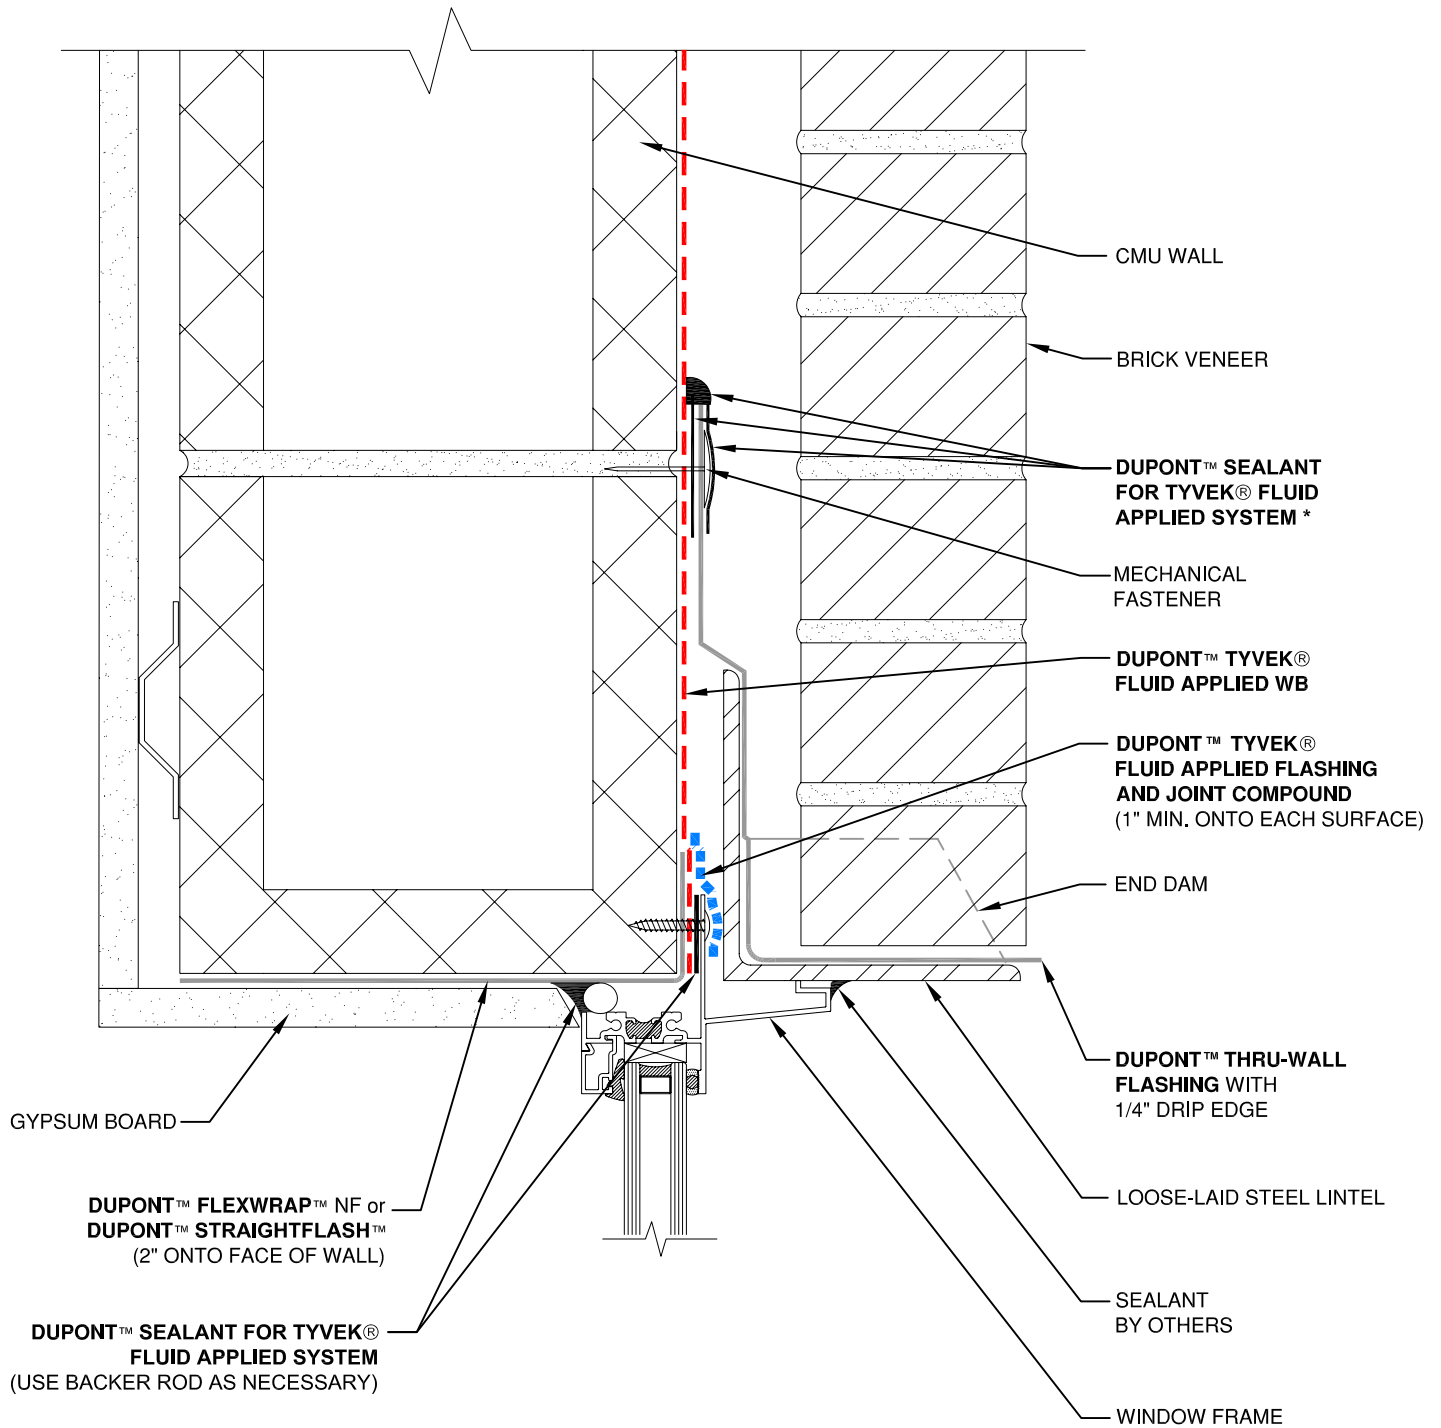 CMU WALL
BRICK VENEER
DUPONT™ SEALANT
FOR TYVEK® FLUID
APPLIED SYSTEM *
MECHANICAL
FASTENER
DUPONT™ TYVEK®
FLUID APPLIED WB
DUPONT™ TYVEK®
FLUID APPLIED FLASHING
AND JOINT COMPOUND
(1" MIN. ONTO EACH SURFACE)
END DAM
DUPONT™ THRU-WALL
FLASHING WITH
1/4" DRIP EDGE
LOOSE-LAID STEEL LINTEL
SEALANT
BY OTHERS
WINDOW FRAME
GYPSUM BOARD
DUPONT™ FLEXWRAP™ NF or
DUPONT™ STRAIGHTFLASH™
(2" ONTO FACE OF WALL)
DUPONT™ SEALANT FOR TYVEK®
FLUID APPLIED SYSTEM
(USE BACKER ROD AS NECESSARY)